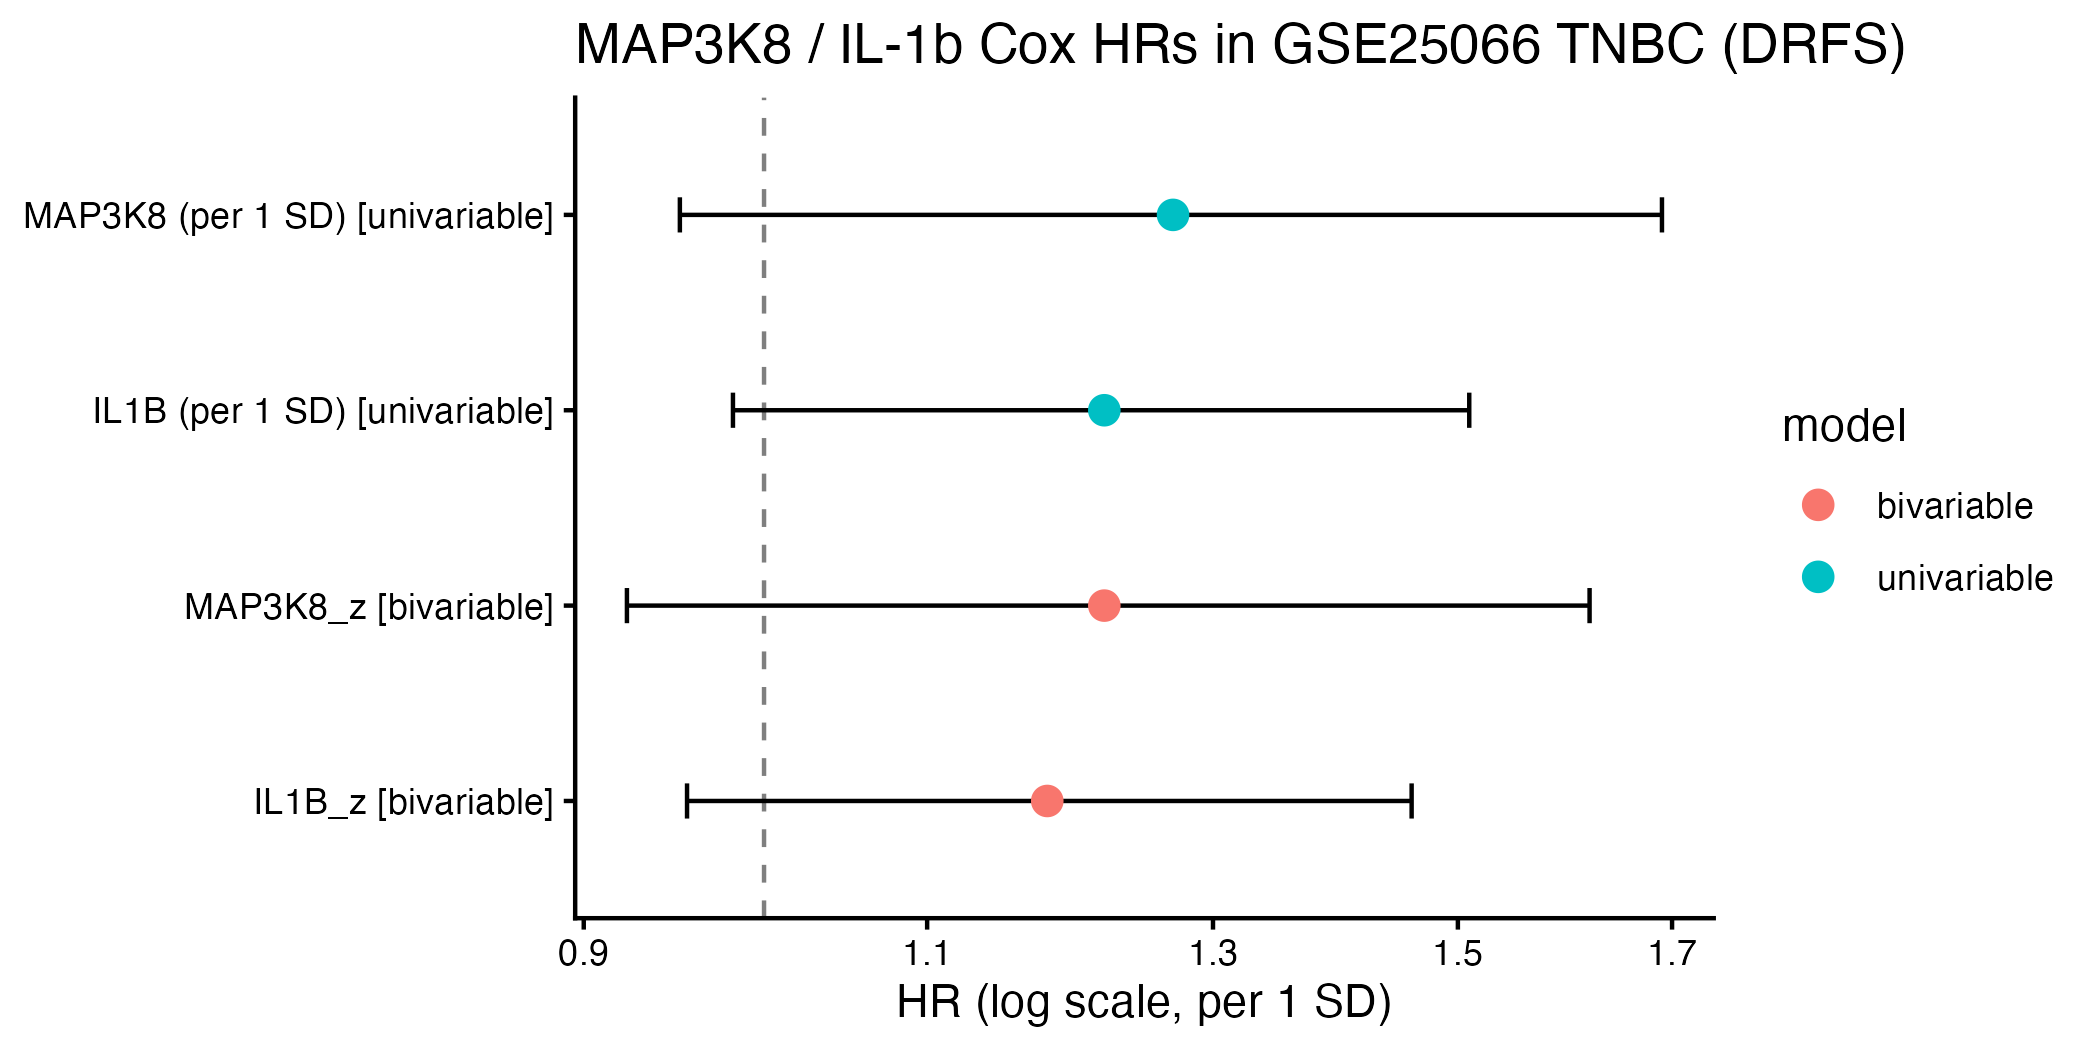 MAP3K8 / IL-1b Cox HRs in GSE25066 TNBC (DRFS)
MAP3K8 (per 1 SD) [univariable]
IL1B (per 1 SD) [univariable]
MAP3K8_z [bivariable]
IL1B_z [bivariable]
0.9 1.1 1.3 1.5 1.7
HR (log scale, per 1 SD)
model
bivariable
univariable